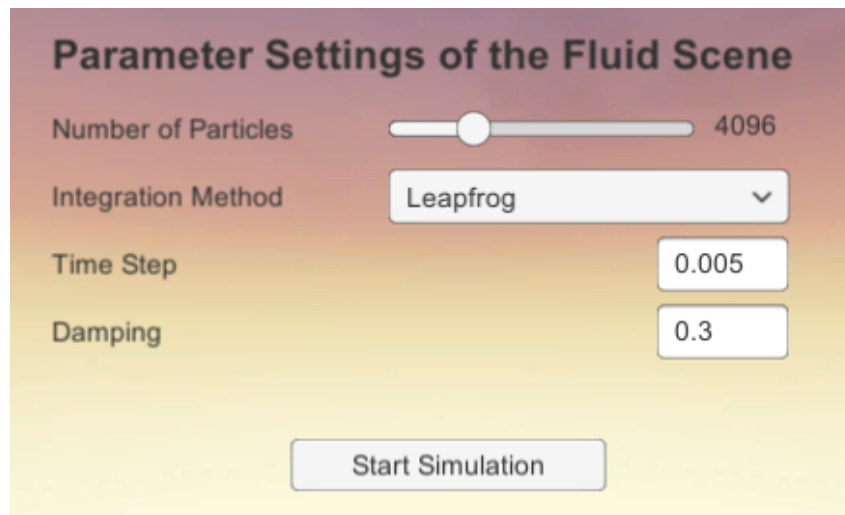 Parameter Settings of the Fluid Scene
Number of Particles 4096
Integration Method Leapfrog
Time Step 0.005
Damping 0.3
Start Simulation